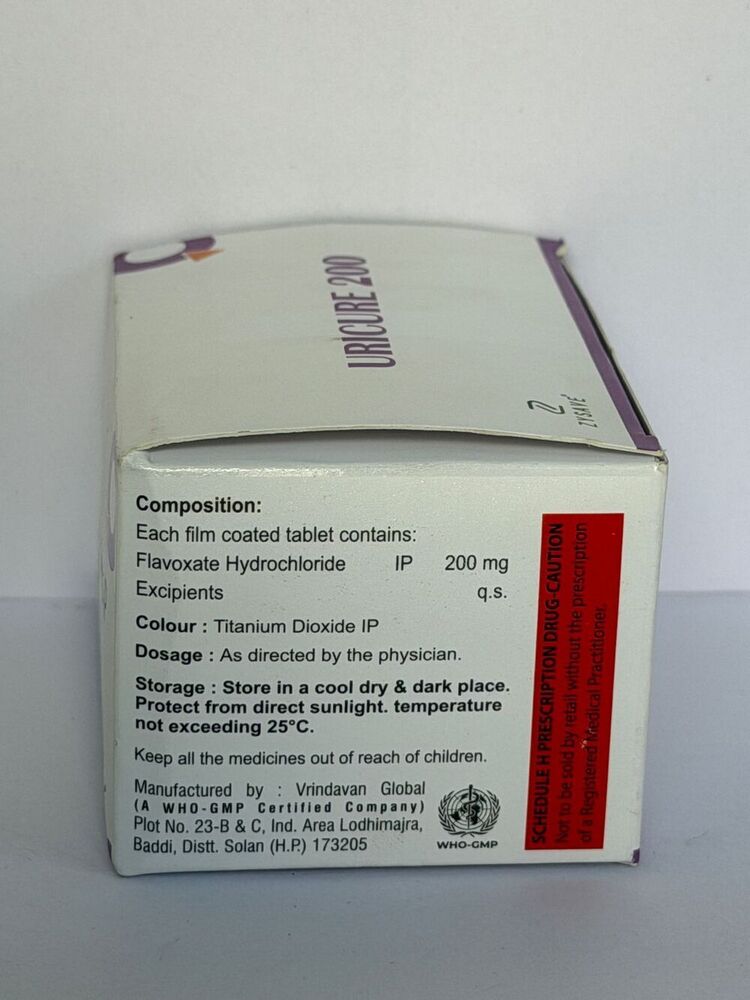 URICURE 200
ZYSAVE
Composition:
Each film coated tablet contains:
Flavoxate Hydrochloride IP 200 mg
Excipients q.s.
Colour : Titanium Dioxide IP
Dosage : As directed by the physician.
Storage : Store in a cool dry & dark place.
Protect from direct sunlight. temperature
not exceeding 25°C.
Keep all the medicines out of reach of children.
Manufactured by : Vrindavan Global
(A WHO-GMP Certified Company)
Plot No. 23-B & C, Ind. Area Lodhimajra,
Baddi, Distt. Solan (H.P.) 173205
WHO-GMP
SCHEDULE H PRESCRIPTION DRUG-CAUTION
Not to be sold by retail without the prescription
of a Registered Medical Practitioner.